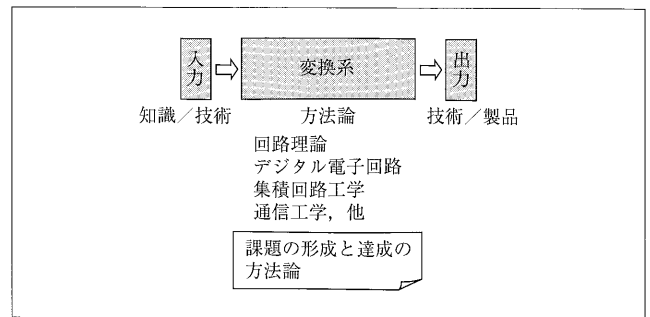 入力
変換系
出力
知識／技術
方法論
技術／製品
回路理論
デジタル電子回路
集積回路工学
通信工学，他
課題の形成と達成の
方法論